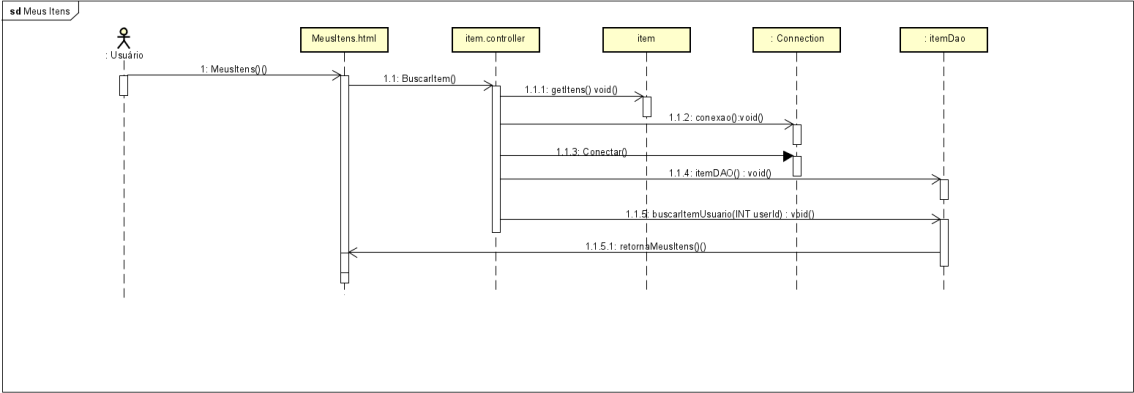 sd Meus Itens
: Usuário
MeusItens.html
item.controller
item
: Connection
: itemDao
1: MeusItens()()
1.1: BuscarItem()
1.1.1: getItens() void()
1.1.2: conexao():void()
1.1.3: Conectar()
1.1.4: itemDAO() : void()
1.1.5: buscarItemUsuario(INT userId) : void()
1.1.5.1: retornaMeusItens()()